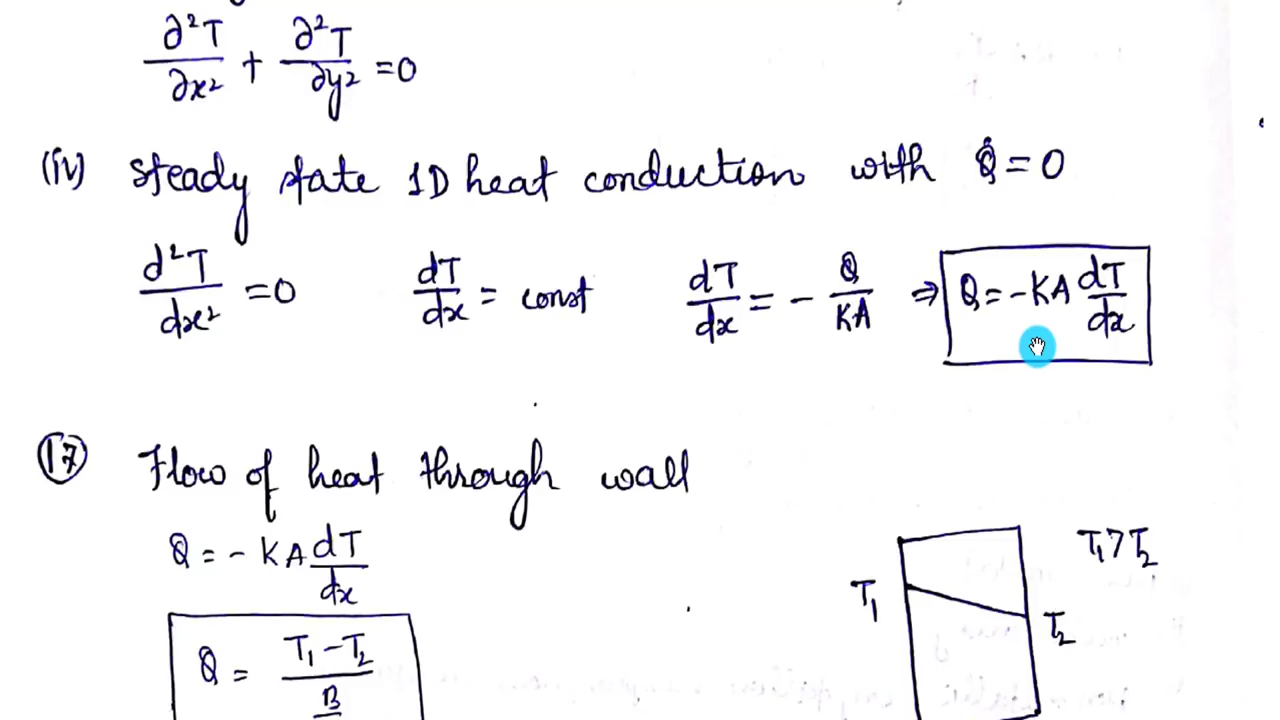 ∂²T/∂x² + ∂²T/∂y² = 0
(iv) Steady state 1D heat conduction with Q̇ = 0
d²T/dx² = 0 dT/dx = const dT/dx = - Q/KA ⇒ Q = -KA dT/dx
(17) Flow of heat through wall
Q = - KA dT/dx
T₁ > T₂
T₁
T₂
Q = T₁ - T₂ / B